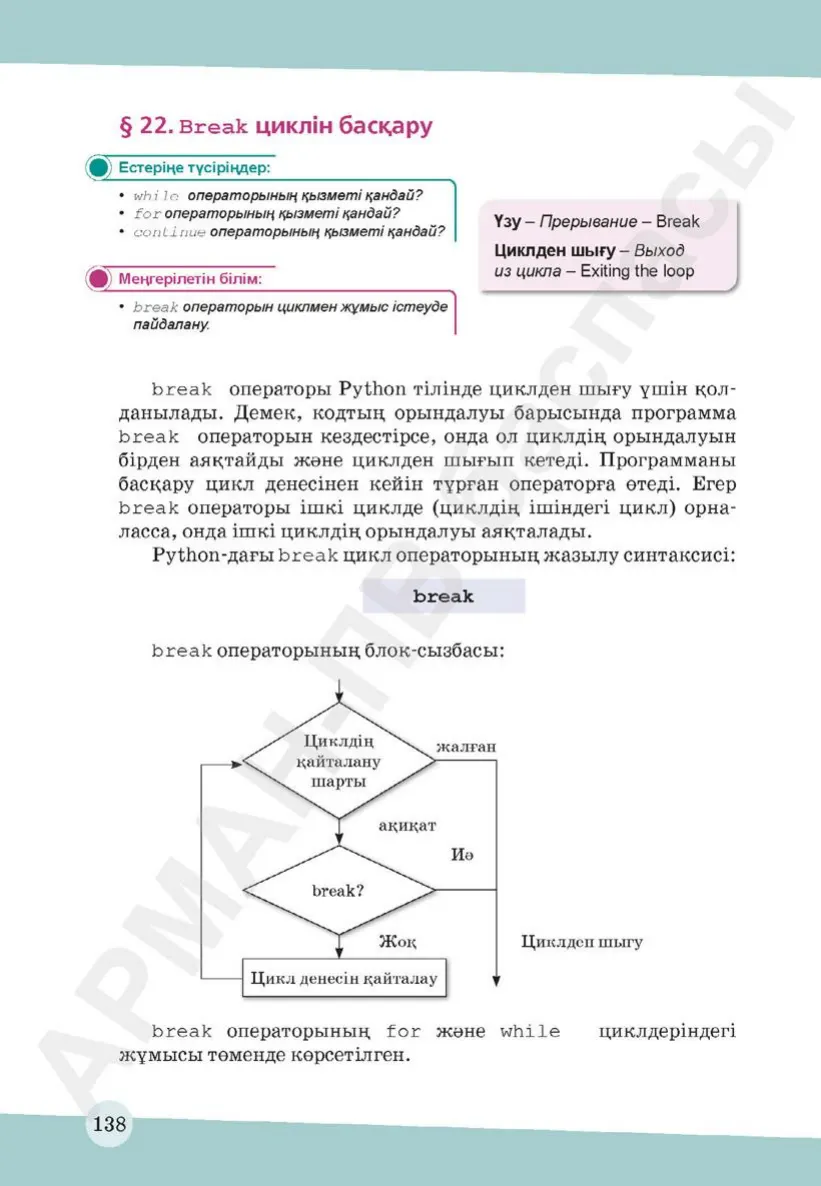 § 22. Break циклін басқару
Естеріңе түсіріңдер:
• while операторының қызметі қандай?
• for операторының қызметі қандай?
• continue операторының қызметі қандай?
Үзу – Прерывание – Break
Циклден шығу – Выход
из цикла – Exiting the loop
Меңгерілетін білім:
• break операторын циклмен жұмыс істеуде
пайдалану.
break операторы Python тілінде циклден шығу үшін қол-
данылады. Демек, кодтың орындалуы барысында программа
break операторын кездестірсе, онда ол циклдің орындалуын
бірден аяқтайды және циклден шығып кетеді. Программаны
басқару цикл денесінен кейін тұрған операторға өтеді. Егер
break операторы ішкі циклде (циклдің ішіндегі цикл) орна-
ласса, онда ішкі циклдің орындалуы аяқталады.
Python-дағы break цикл операторының жазылу синтаксисі:
break
break операторының блок-сызбасы:
Циклдің
қайталану
шарты
жалған
ақиқат
Иә
break?
Жоқ
Циклден шығу
Цикл денесін қайталау
break операторының for және while циклдеріндегі
жұмысы төменде көрсетілген.
138
АРМАН-ПВ баспасы